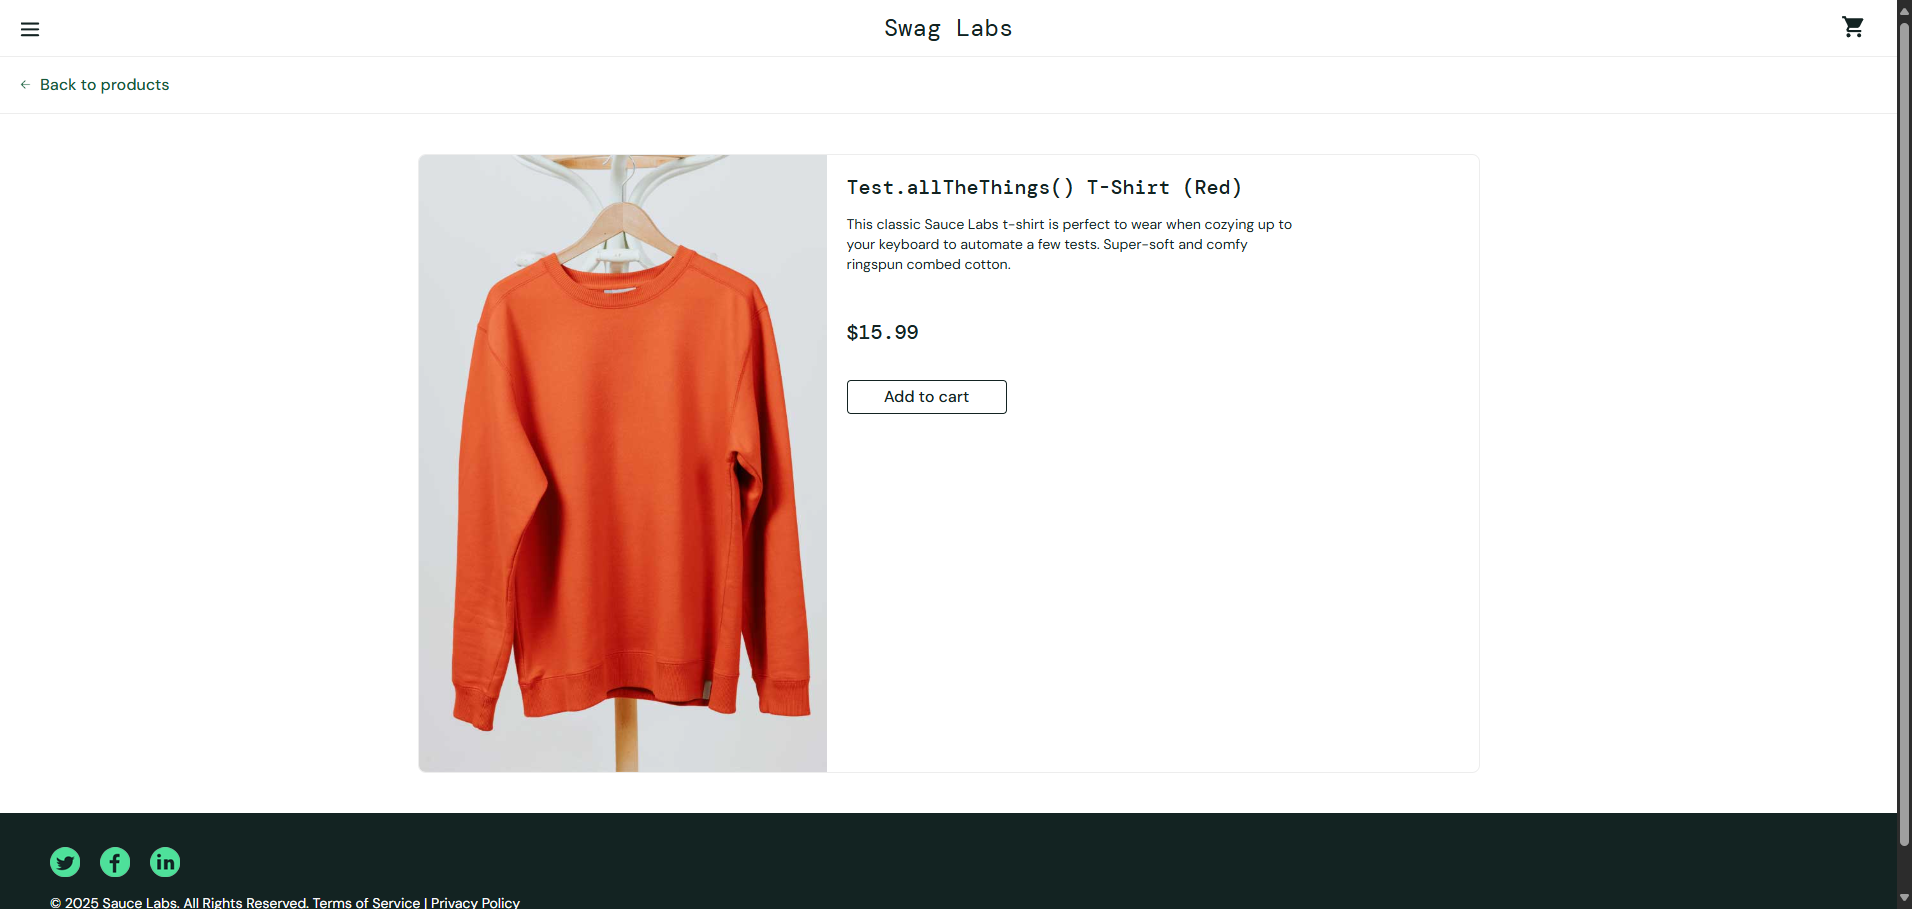 Swag Labs
Back to products
Test.allTheThings() T-Shirt (Red)
This classic Sauce Labs t-shirt is perfect to wear when cozying up to
your keyboard to automate a few tests. Super-soft and comfy
ringspun combed cotton.
$15.99
Add to cart
© 2025 Sauce Labs. All Rights Reserved. Terms of Service | Privacy Policy